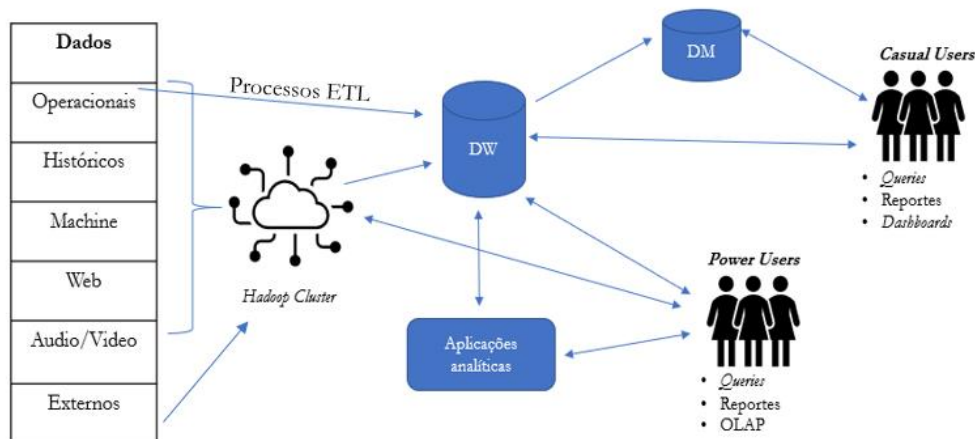 Dados
Operacionais
Históricos
Machine
Web
Audio/Video
Externos
Processos ETL
Hadoop Cluster
DW
DM
Aplicações
analíticas
Casual Users
• Queries
• Reportes
• Dashboards
Power Users
• Queries
• Reportes
• OLAP